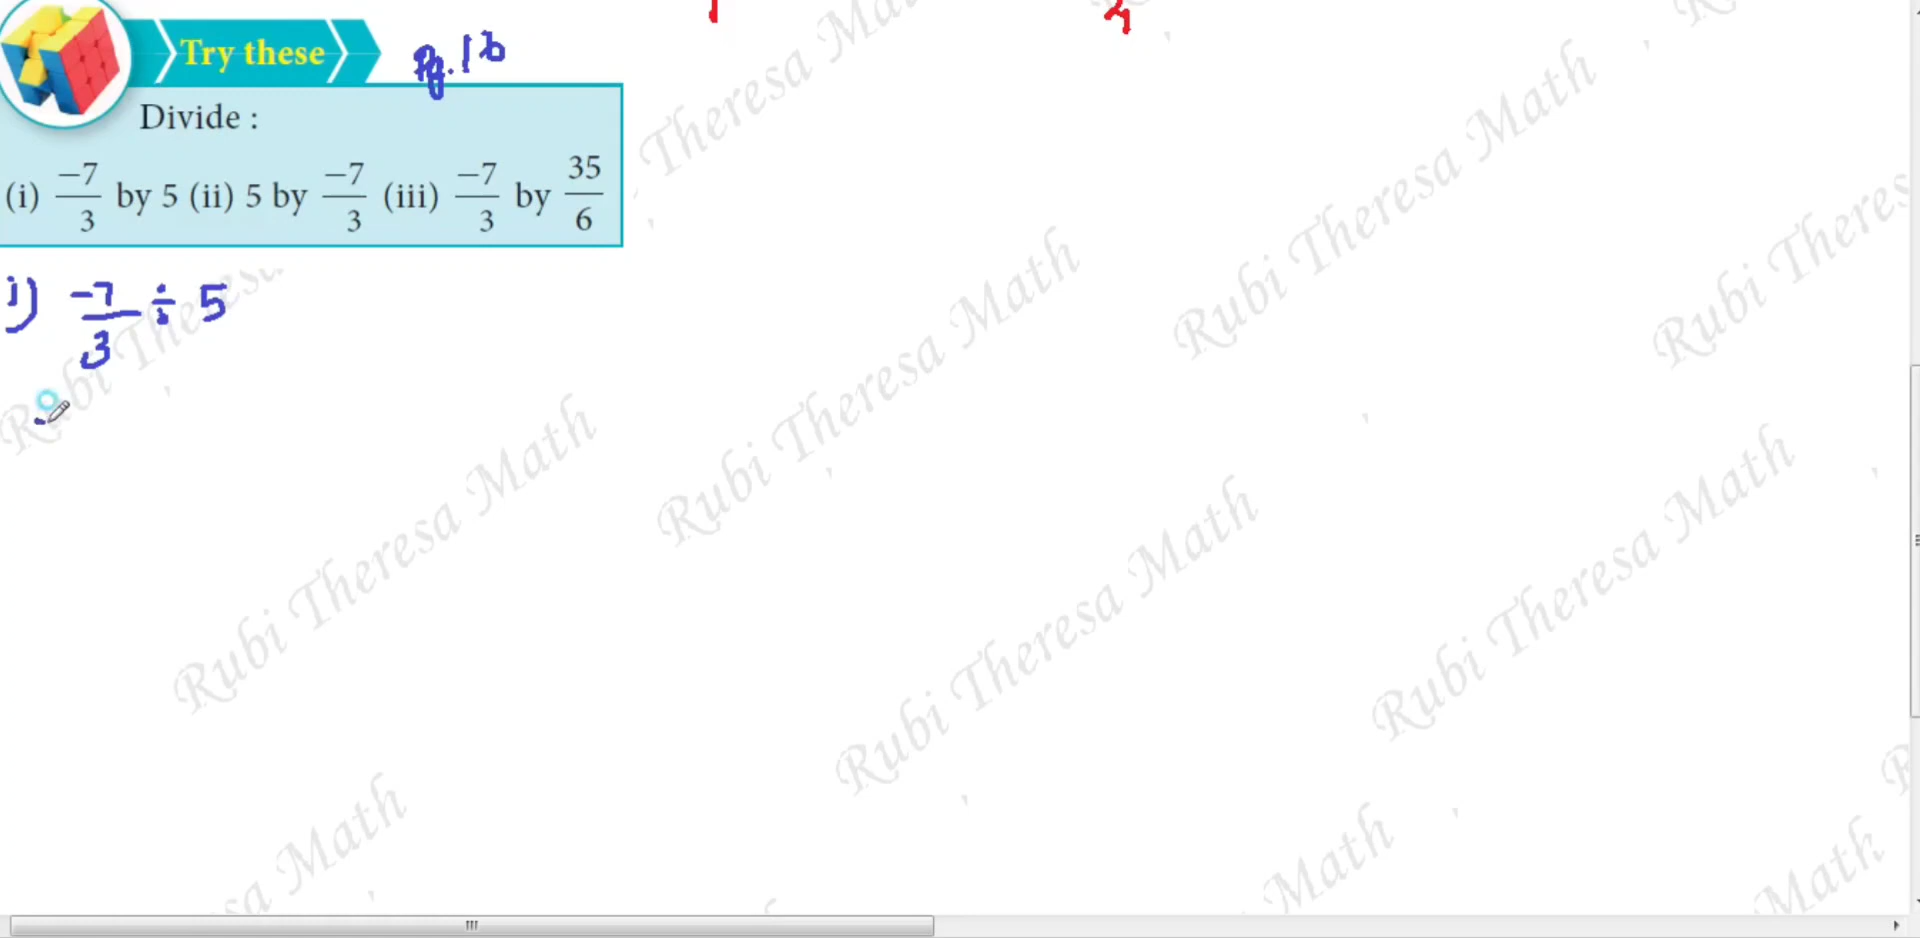 Try these
Pg. 16
Divide :
(i) −7/3 by 5 (ii) 5 by −7/3 (iii) −7/3 by 35/6
i) −7/3 ÷ 5
Rubi Theresa Math